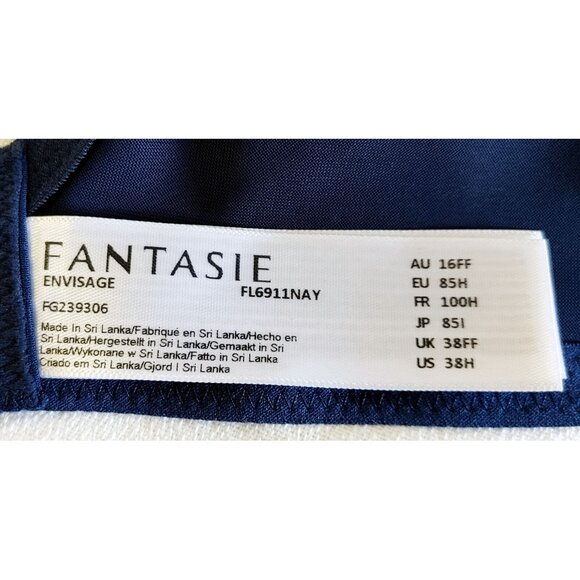 FANTASIE
ENVISAGE
FL6911NAY
FG239306
Made In Sri Lanka/Fabriqué en Sri Lanka/Hecho en
Sri Lanka/Hergestellt in Sri Lanka/Gemaakt in Sri
Lanka/Wykonane w Sri Lanka/Fatto in Sri Lanka
Criado em Sri Lanka/Gjord I Sri Lanka
AU 16FF
EU 85H
FR 100H
JP 85I
UK 38FF
US 38H